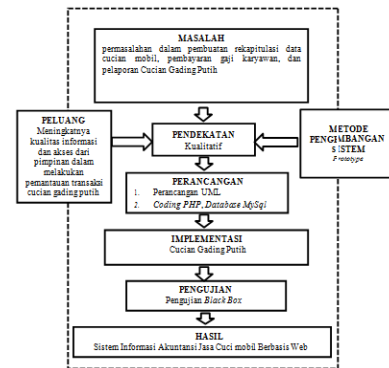 MASALAH
permasalahan dalam pembuatan rekapitulasi data
cucian mobil, pembayaran gaji karyawan, dan
pelaporan Cucian Gading Putih
PELUANG
Meningkatnya
kualitas informasi
dan akses dari
pimpinan dalam
melakukan
pemantauan transaksi
cucian gading putih
PENDEKATAN
Kualitatif
METODE
PENGIMBANGAN
SISTEM
Prototype
PERANCANGAN
1. Perancangan UML
2. Coding PHP, Database MySql
IMPLEMENTASI
Cucian Gading Putih
PENGUJIAN
Pengujian Black Box
HASIL
Sistem Informasi Akuntansi Jasa Cuci mobil Berbasis Web